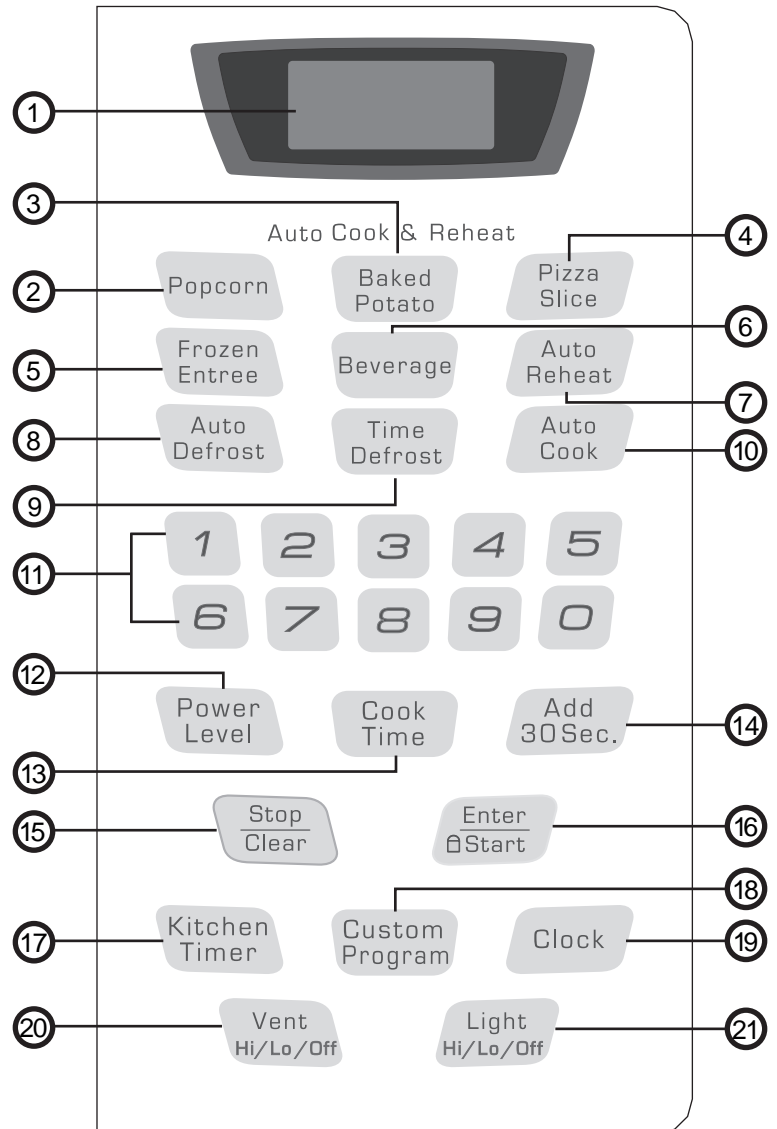 1
3
Auto Cook & Reheat
4
2
Popcorn
Baked
Potato
Pizza
Slice
6
5
Frozen
Entree
Beverage
Auto
Reheat
7
8
Auto
Defrost
Time
Defrost
Auto
Cook
10
9
1 2 3 4 5
11
6 7 8 9 0
12
Power
Level
Cook
Time
Add
30 Sec.
14
13
15
Stop
Clear
Enter
Start
16
18
17
Kitchen
Timer
Custom
Program
Clock
19
20
Vent
Hi/Lo/Off
Light
Hi/Lo/Off
21